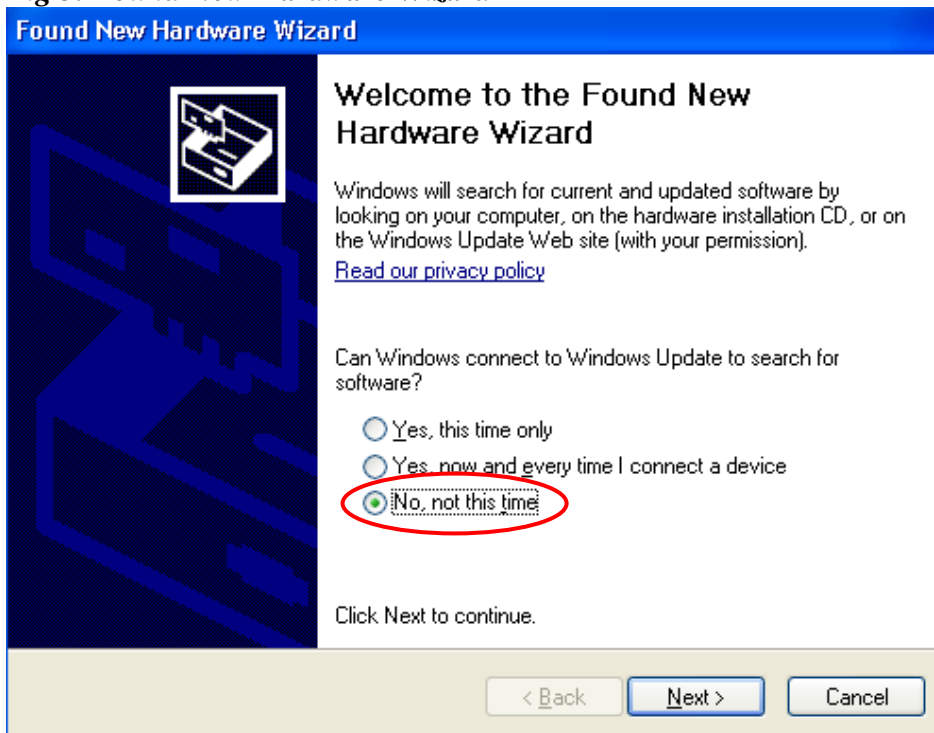 Found New Hardware Wizard
Welcome to the Found New
Hardware Wizard
Windows will search for current and updated software by
looking on your computer, on the hardware installation CD, or on
the Windows Update Web site (with your permission).
Read our privacy policy
Can Windows connect to Windows Update to search for
software?
Yes, this time only
Yes, now and every time I connect a device
No, not this time
Click Next to continue.
< Back
Next >
Cancel